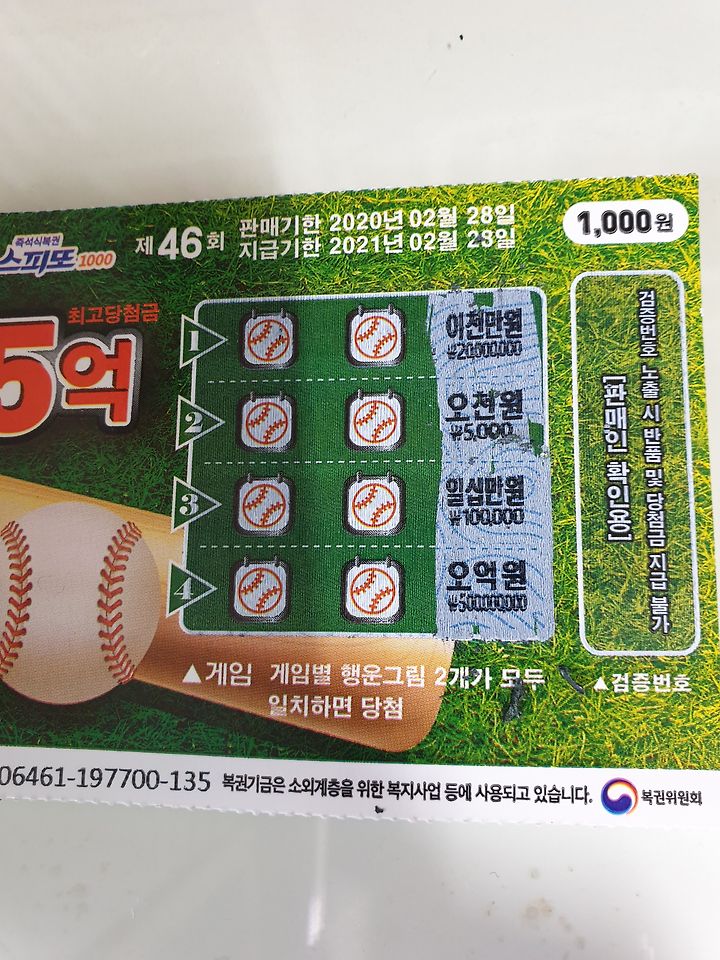 즉석식복권
스피또1000
제46회
판매기한 2020년 02월 28일
지급기한 2021년 02월 28일
1,000원
최고당첨금
5억
1
이천만원
₩20,000,000
2
오천원
₩5,000
3
일십만원
₩100,000
4
오억원
₩500,000,000
검증번호 노출 시 반품 및 당첨금 지급 불가
[판매인 확인용]
▲게임 게임별 행운그림 2개가 모두
일치하면 당첨
▲검증번호
06461-197700-135
복권기금은 소외계층을 위한 복지사업 등에 사용되고 있습니다.
복권위원회